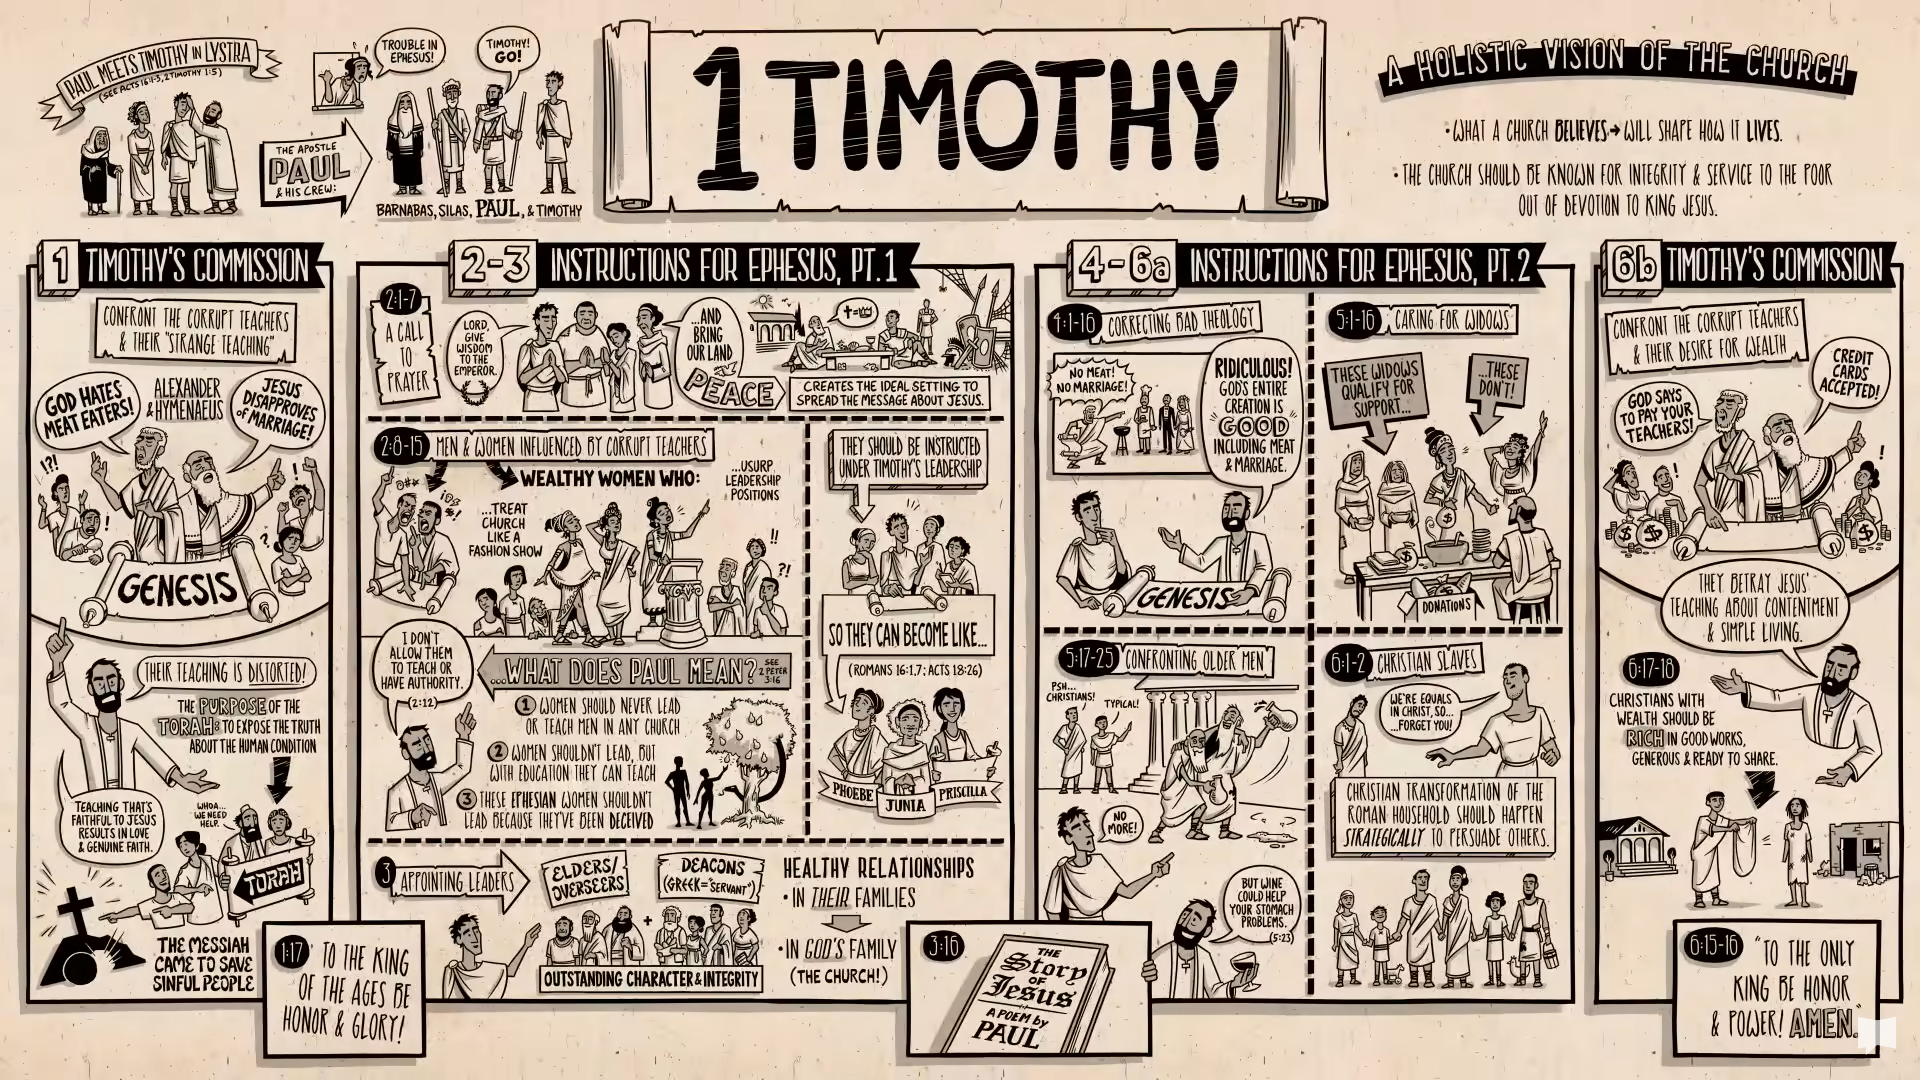 PAUL MEETS TIMOTHY IN LYSTRA
(SEE ACTS 16:1-3, 2 TIMOTHY 1:5)
THE APOSTLE
PAUL
& HIS CREW:
TROUBLE IN
EPHESUS!
TIMOTHY!
GO!
BARNABAS, SILAS, PAUL, & TIMOTHY
1 TIMOTHY
A HOLISTIC VISION OF THE CHURCH
• WHAT A CHURCH BELIEVES → WILL SHAPE HOW IT LIVES.
• THE CHURCH SHOULD BE KNOWN FOR INTEGRITY & SERVICE TO THE POOR
OUT OF DEVOTION TO KING JESUS.
1 TIMOTHY'S COMMISSION
CONFRONT THE CORRUPT TEACHERS
& THEIR "STRANGE TEACHING"
GOD HATES
MEAT EATERS!
ALEXANDER
& HYMENAEUS
JESUS
DISAPPROVES
OF MARRIAGE!
!?!
!
!
?
GENESIS
THEIR TEACHING IS DISTORTED!
THE PURPOSE OF THE
TORAH: TO EXPOSE THE TRUTH
ABOUT THE HUMAN CONDITION
TEACHING THAT'S
FAITHFUL TO JESUS
RESULTS IN LOVE
& GENUINE FAITH.
WHOA...
WE NEED
HELP.
TORAH
THE MESSIAH
CAME TO SAVE
SINFUL PEOPLE
1:17
TO THE KING
OF THE AGES BE
HONOR & GLORY!
2-3 INSTRUCTIONS FOR EPHESUS, PT. 1
2:1-7
A CALL
TO
PRAYER
LORD,
GIVE
WISDOM
TO THE
EMPEROR.
...AND
BRING
OUR LAND
PEACE
CREATES THE IDEAL SETTING TO
SPREAD THE MESSAGE ABOUT JESUS.
2:8-15 MEN & WOMEN INFLUENCED BY CORRUPT TEACHERS
WEALTHY WOMEN WHO:
...TREAT
CHURCH
LIKE A
FASHION SHOW
...USURP
LEADERSHIP
POSITIONS
!!
?!
I DON'T
ALLOW THEM
TO TEACH OR
HAVE AUTHORITY.
(2:12)
...WHAT DOES PAUL MEAN? SEE
2 PETER
3:16
1 WOMEN SHOULD NEVER LEAD
OR TEACH MEN IN ANY CHURCH
2 WOMEN SHOULDN'T LEAD, BUT
WITH EDUCATION THEY CAN TEACH
3 THESE EPHESIAN WOMEN SHOULDN'T
LEAD BECAUSE THEY'VE BEEN DECEIVED
THEY SHOULD BE INSTRUCTED
UNDER TIMOTHY'S LEADERSHIP
SO THEY CAN BECOME LIKE...
(ROMANS 16:1,7; ACTS 18:26)
PHOEBE
JUNIA
PRISCILLA
3 APPOINTING LEADERS
ELDERS/
OVERSEERS
DEACONS
(GREEK="SERVANT")
+
OUTSTANDING CHARACTER & INTEGRITY
HEALTHY RELATIONSHIPS
• IN THEIR FAMILIES
• IN GOD'S FAMILY
(THE CHURCH!)
3:16
THE
Story
OF
Jesus
A POEM by
PAUL
4-6a INSTRUCTIONS FOR EPHESUS, PT. 2
4:1-16 CORRECTING BAD THEOLOGY
NO MEAT!
NO MARRIAGE!
RIDICULOUS!
GOD'S ENTIRE
CREATION IS
GOOD
INCLUDING MEAT
& MARRIAGE.
GENESIS
5:1-16 CARING FOR WIDOWS
THESE WIDOWS
QUALIFY FOR
SUPPORT...
...THESE
DON'T!
$
$
DONATIONS
5:17-25 CONFRONTING OLDER MEN
PSH...
CHRISTIANS!
TYPICAL!
NO
MORE!
BUT WINE
COULD HELP
YOUR STOMACH
PROBLEMS.
(5:23)
6:1-2 CHRISTIAN SLAVES
WE'RE EQUALS
IN CHRIST, SO...
...FORGET YOU!
CHRISTIAN TRANSFORMATION OF THE
ROMAN HOUSEHOLD SHOULD HAPPEN
STRATEGICALLY TO PERSUADE OTHERS.
6b TIMOTHY'S COMMISSION
CONFRONT THE CORRUPT TEACHERS
& THEIR DESIRE FOR WEALTH
GOD SAYS
TO PAY YOUR
TEACHERS!
CREDIT
CARDS
ACCEPTED!
!
!
$ $
$
THEY BETRAY JESUS'
TEACHING ABOUT CONTENTMENT
& SIMPLE LIVING.
6:17-18
CHRISTIANS WITH
WEALTH SHOULD BE
RICH IN GOOD WORKS,
GENEROUS & READY TO SHARE.
6:15-16
"TO THE ONLY
KING BE HONOR
& POWER! AMEN."